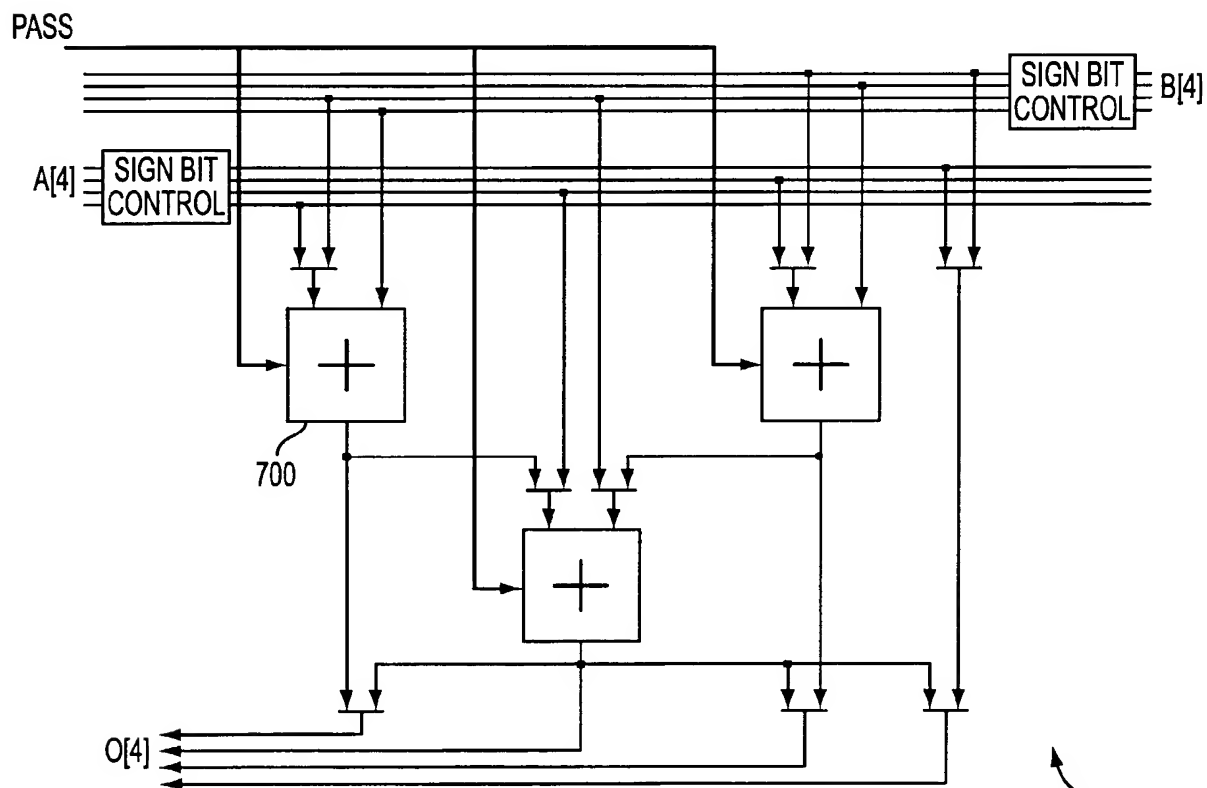 PASS
SIGN BIT
CONTROL
B[4]
A[4]
SIGN BIT
CONTROL
+
+
700
+
O[4]